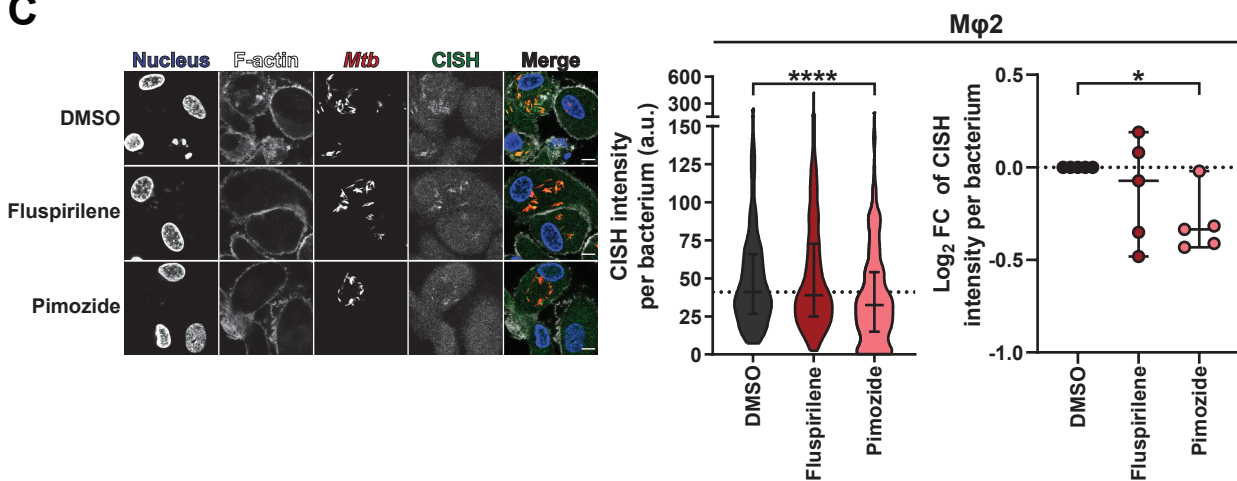 C
Nucleus F-actin Mtb CISH Merge
DMSO
Fluspirilene
Pimozide
Mφ2
CISH intensity
per bacterium (a.u.)
600
300
150
125
100
75
50
25
0
****
DMSO
Fluspirilene
Pimozide
Log₂ FC of CISH
intensity per bacterium
0.5
0.0
-0.5
-1.0
*
DMSO
Fluspirilene
Pimozide